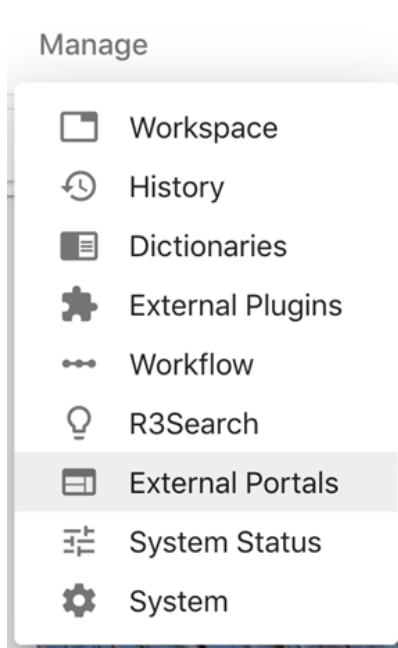 Manage
Workspace
History
Dictionaries
External Plugins
Workflow
R3Search
External Portals
System Status
System